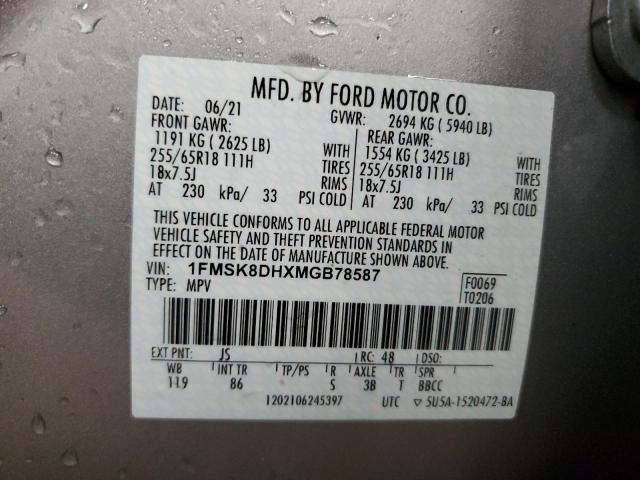 MFD. BY FORD MOTOR CO.
DATE: 06/21 GVWR: 2694 KG ( 5940 LB)
FRONT GAWR: REAR GAWR:
1191 KG ( 2625 LB) WITH 1554 KG ( 3425 LB) WITH
255/65R18 111H TIRES 255/65R18 111H TIRES
18x7.5J RIMS 18x7.5J RIMS
AT 230 kPa/ 33 PSI COLD AT 230 kPa/ 33 PSI COLD
THIS VEHICLE CONFORMS TO ALL APPLICABLE FEDERAL MOTOR
VEHICLE SAFETY AND THEFT PREVENTION STANDARDS IN
EFFECT ON THE DATE OF MANUFACTURE SHOWN ABOVE.
VIN: 1FMSK8DHXMGB78587 F0069
TYPE: MPV T0206
EXT PNT: JS RC: 48 DSO:
WB INT TR TP/PS R AXLE TR SPR
119 86 S 3B T BBCC
1202106245397 UTC ▽ 5U5A-1520472-BA